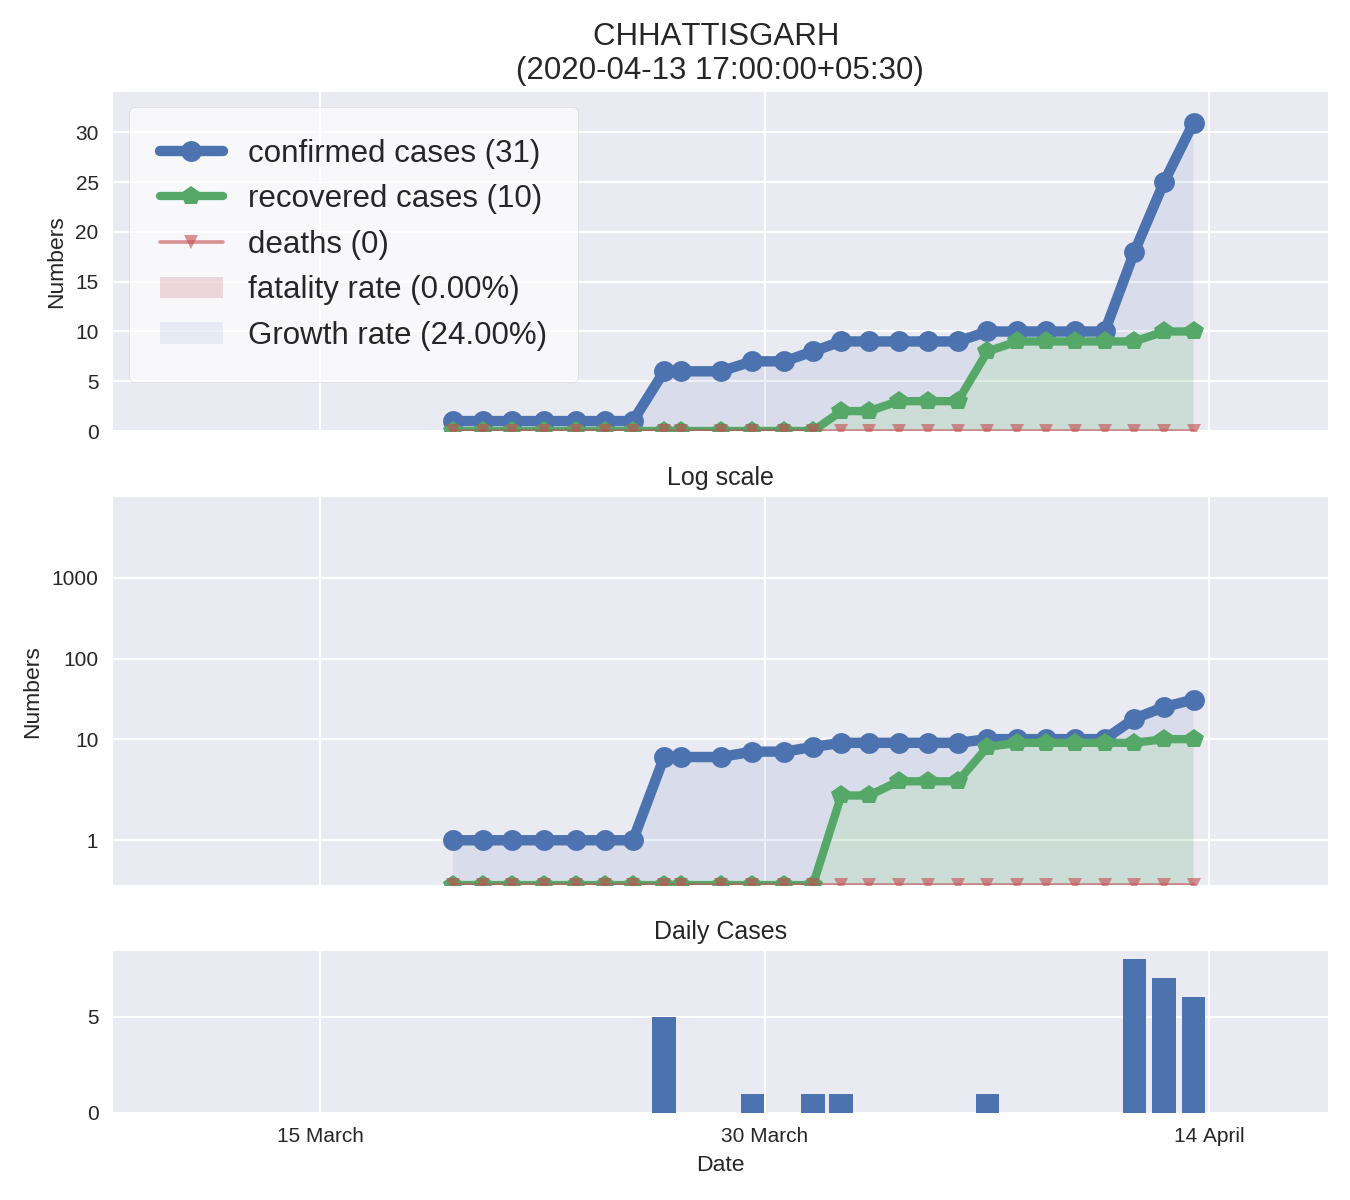 CHHATTISGARH
(2020-04-13 17:00:00+05:30)
confirmed cases (31)
recovered cases (10)
deaths (0)
fatality rate (0.00%)
Growth rate (24.00%)
30
25
20
15
10
5
0
Numbers
Log scale
1000
100
10
1
Numbers
Daily Cases
5
0
15 March
30 March
14 April
Date